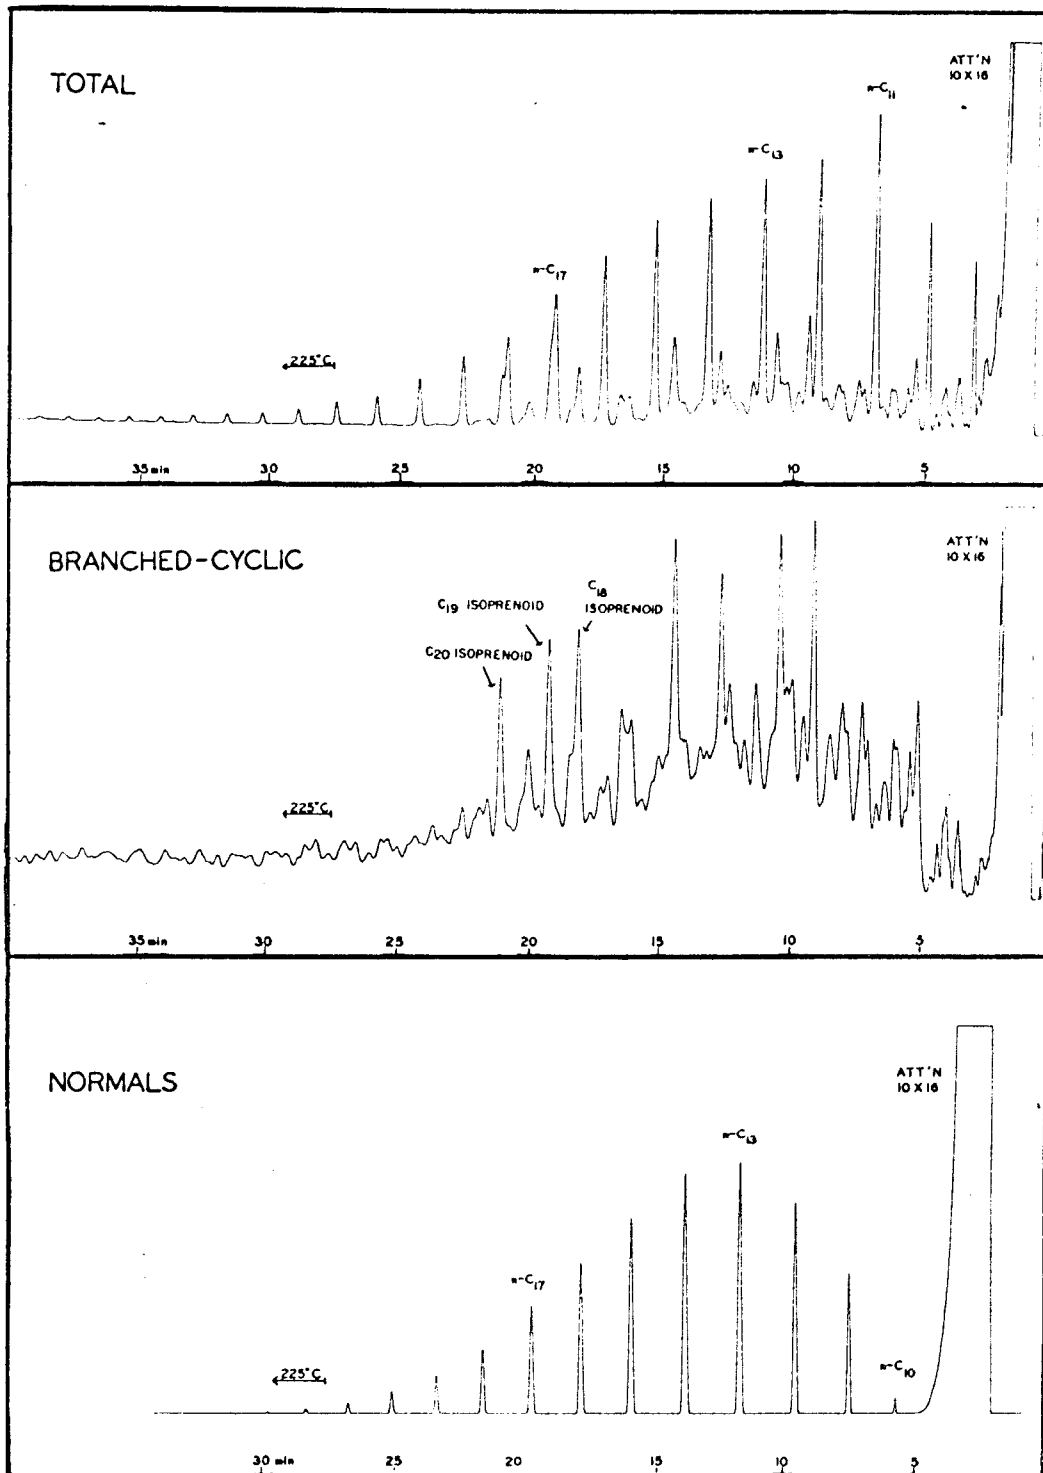 TOTAL
ATT'N
10 X 16
n-C11
n-C13
n-C17
225°C
35 min 30 25 20 15 10 5
BRANCHED-CYCLIC
ATT'N
10 X 16
C18
ISOPRENOID
C19 ISOPRENOID
C20 ISOPRENOID
225°C
35 min 30 25 20 15 10 5
NORMALS
ATT'N
10 X 16
n-C13
n-C17
n-C10
225°C
30 min 25 20 15 10 5